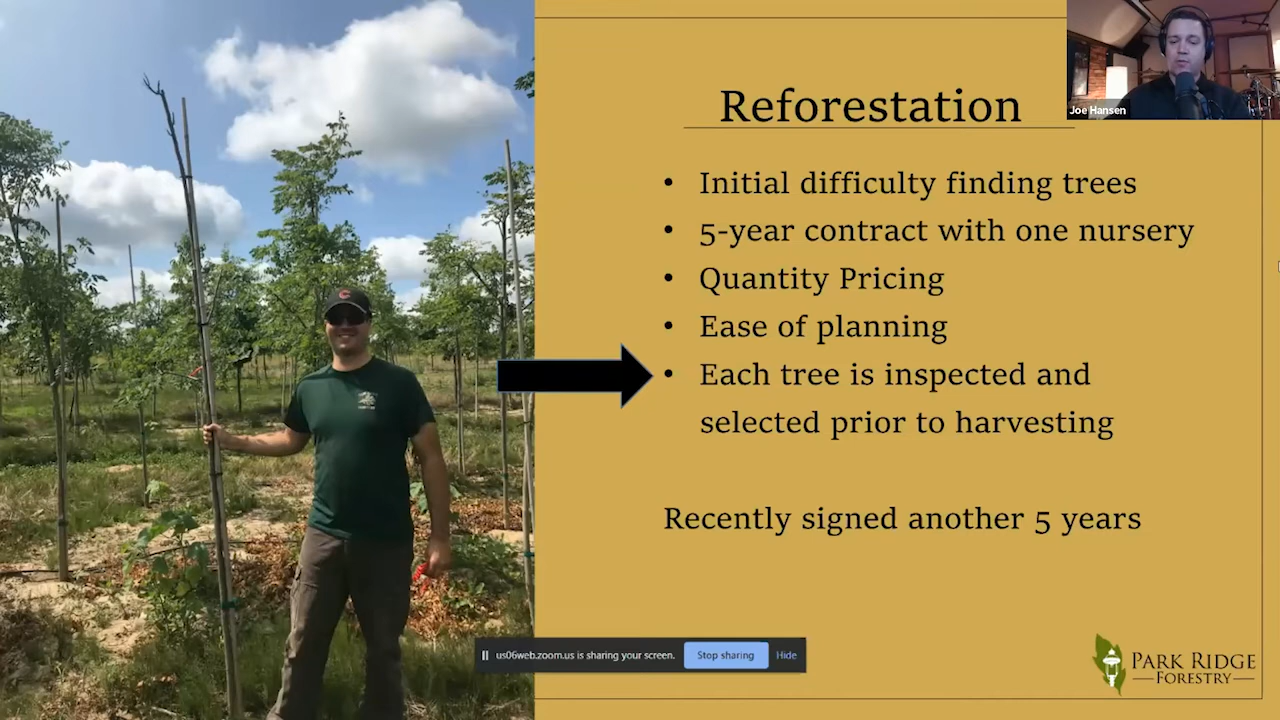 Joe Hansen
Reforestation
• Initial difficulty finding trees
• 5-year contract with one nursery
• Quantity Pricing
• Ease of planning
• Each tree is inspected and
selected prior to harvesting
Recently signed another 5 years
us06web.zoom.us is sharing your screen.
Stop sharing
Hide
PARK RIDGE
FORESTRY